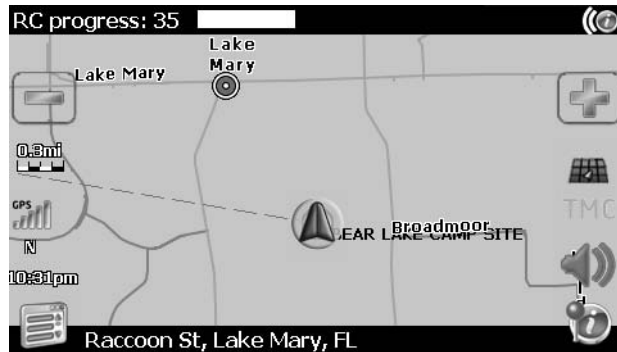 RC progress: 35
Lake
Mary
Lake Mary
0.3mi
GPS
TMC
Broadmoor
BEAR LAKE CAMP SITE
N
10:31pm
Raccoon St, Lake Mary, FL